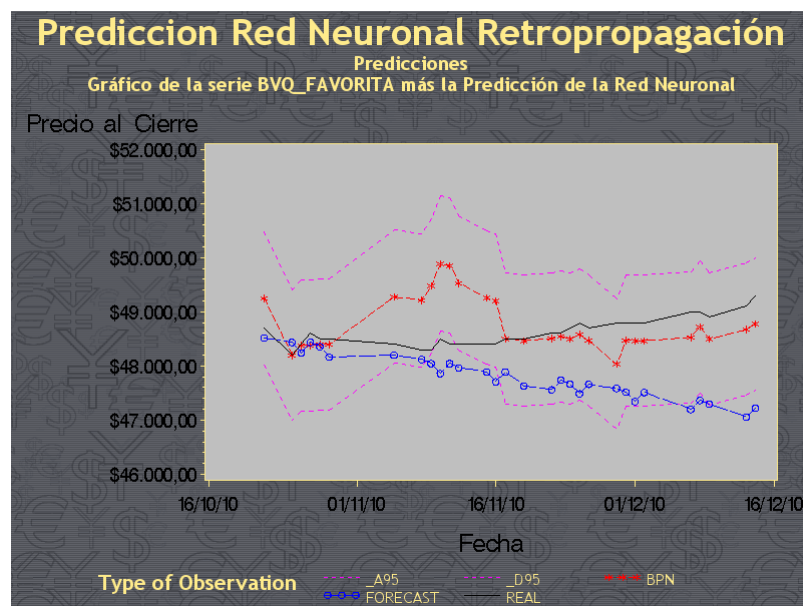 Prediccion Red Neuronal Retropropagación
Predicciones
Gráfico de la serie BVQ_FAVORITA más la Predicción de la Red Neuronal
Precio al Cierre
$52.000,00
$51.000,00
$50.000,00
$49.000,00
$48.000,00
$47.000,00
$46.000,00
16/10/10 01/11/10 16/11/10 01/12/10 16/12/10
Fecha
Type of Observation _A95 _D95 BPN
FORECAST REAL